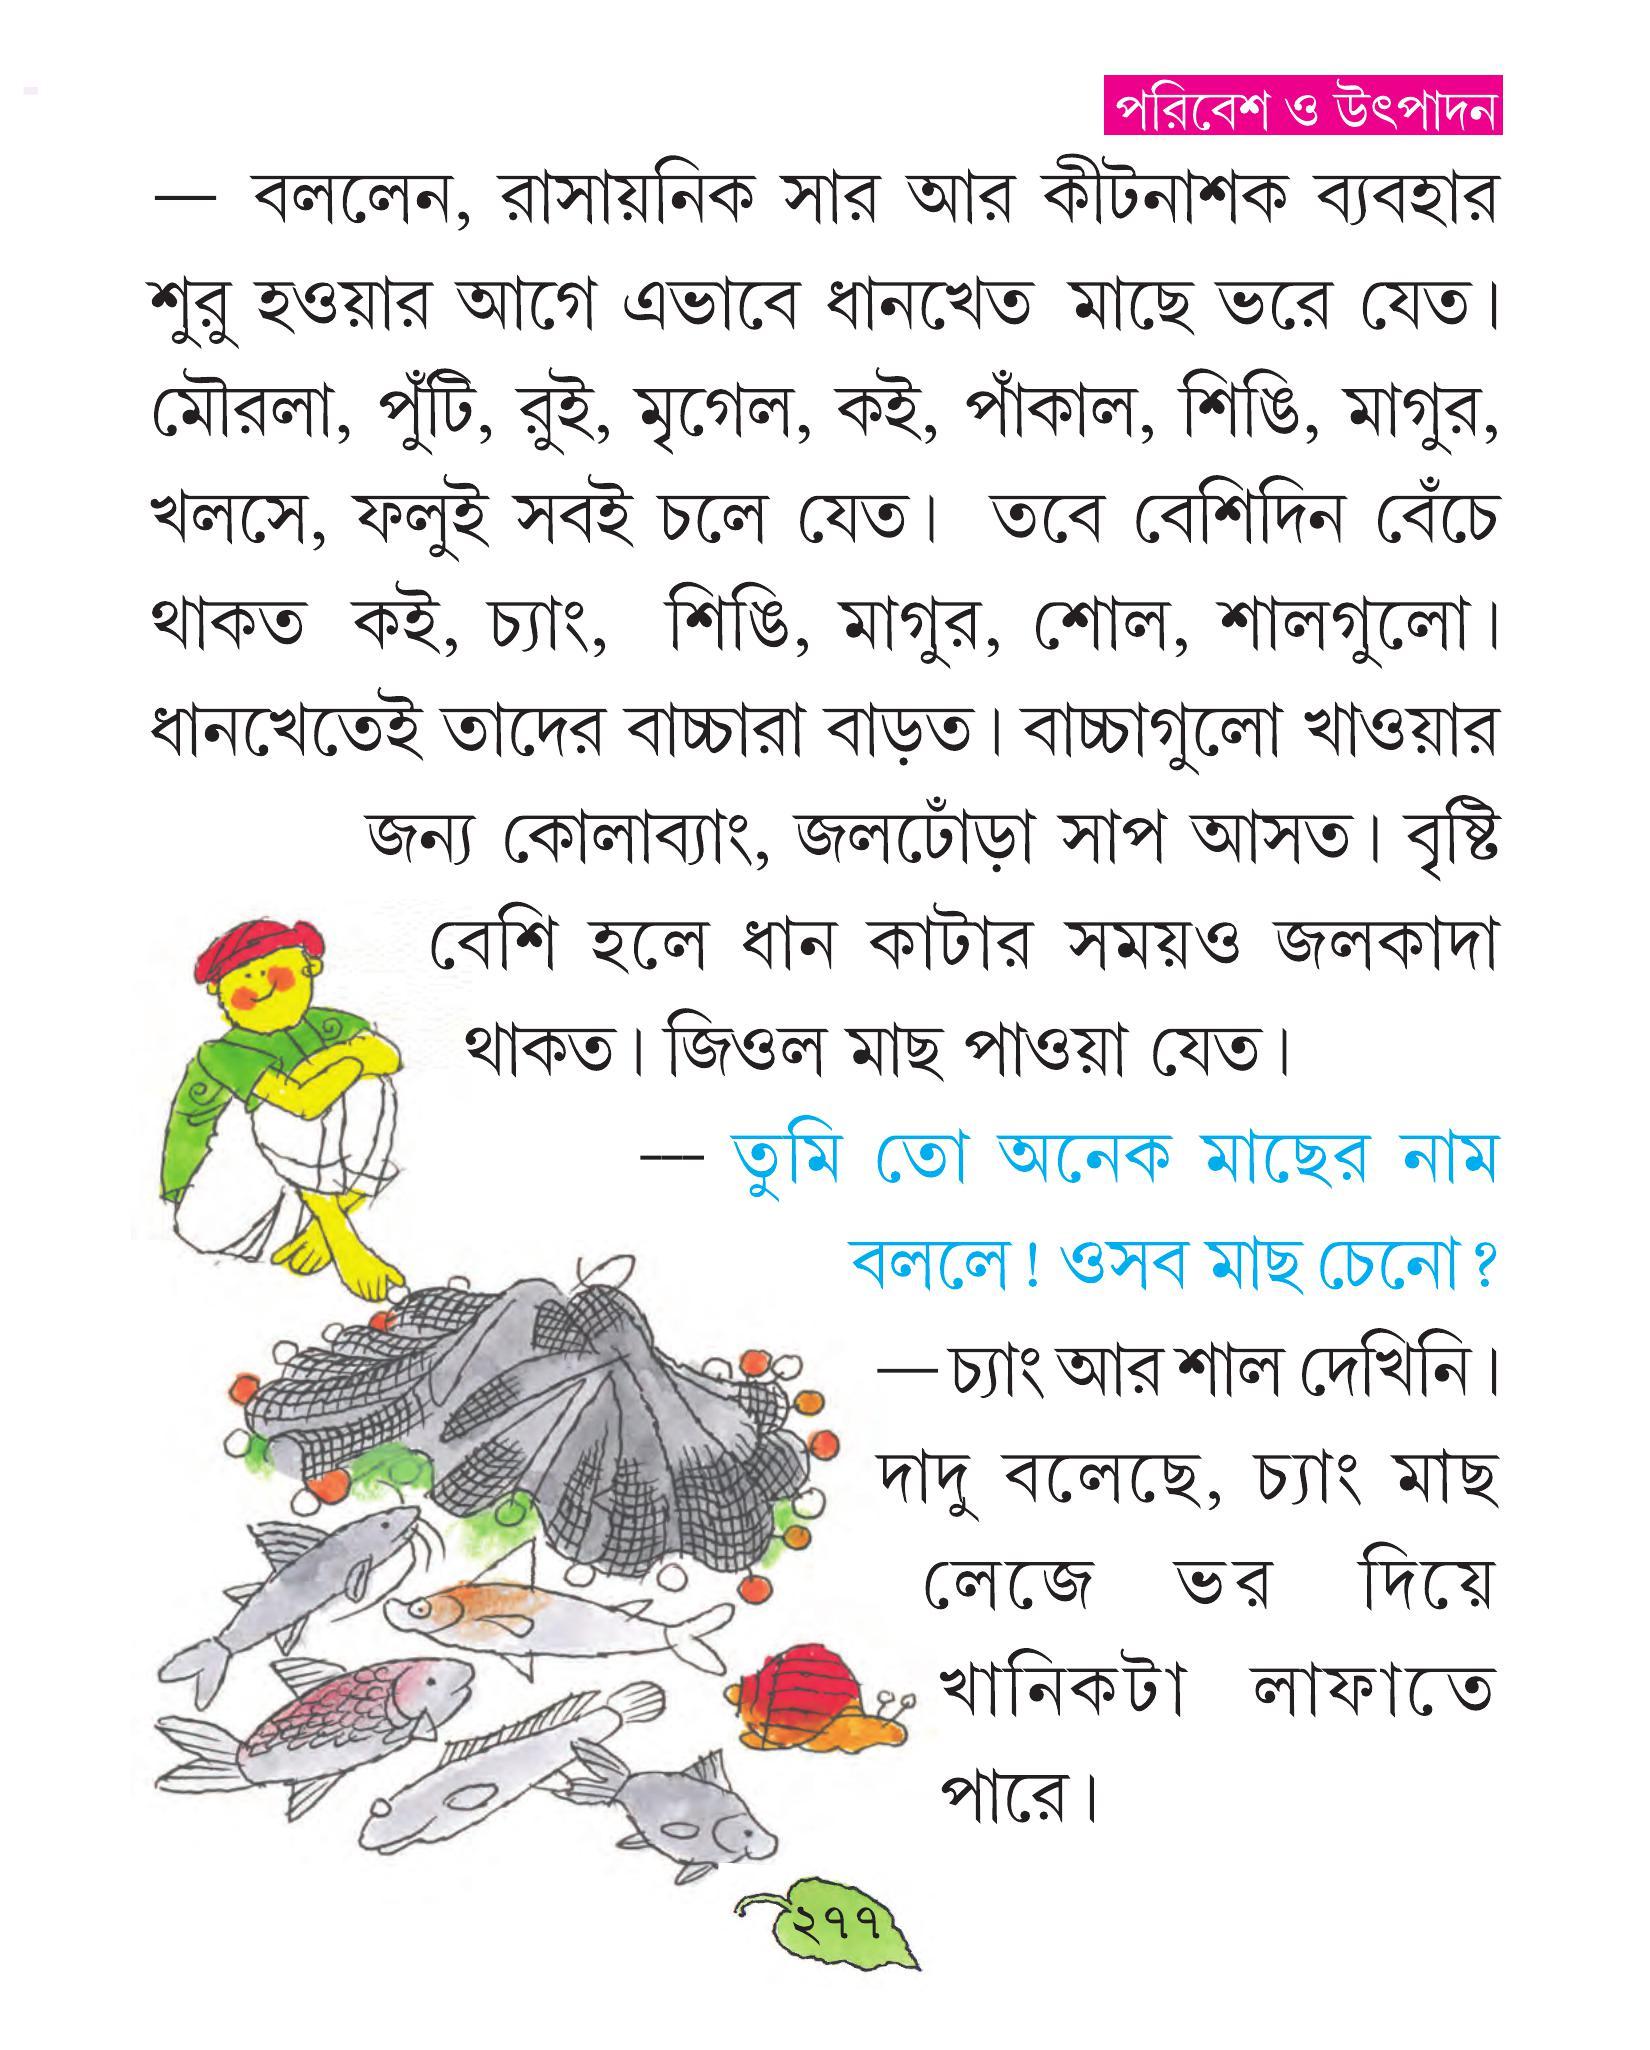 পরিবেশ ও উৎপাদন
— বললেন, রাসায়নিক সার আর কীটনাশক ব্যবহার
শুরু হওয়ার আগে এভাবে ধানখেত মাছে ভরে যেত।
মৌরলা, পুঁটি, রুই, মৃগেল, কই, পাঁকাল, শিঙি, মাগুর,
খলসে, ফলুই সবই চলে যেত। তবে বেশিদিন বেঁচে
থাকত কই, চ্যাং, শিঙি, মাগুর, শোল, শালগুলো।
ধানখেতেই তাদের বাচ্চারা বাড়ত। বাচ্চাগুলো খাওয়ার
জন্য কোলাব্যাং, জলঢোঁড়া সাপ আসত। বৃষ্টি
বেশি হলে ধান কাটার সময়ও জলকাদা
থাকত। জিওল মাছ পাওয়া যেত।
--- তুমি তো অনেক মাছের নাম
বললে! ওসব মাছ চেনো?
— চ্যাং আর শাল দেখিনি।
দাদু বলেছে, চ্যাং মাছ
লেজে ভর দিয়ে
খানিকটা লাফাতে
পারে।
২৭৭